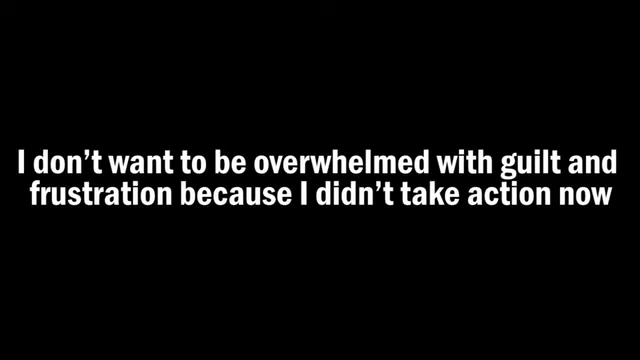 I don’t want to be overwhelmed with guilt and
frustration because I didn’t take action now